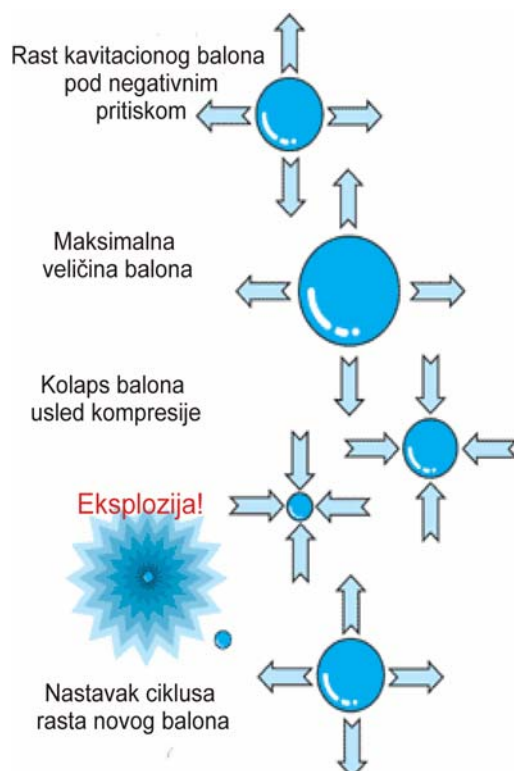 Rast kavitacionog balona
pod negativnim
pritiskom
Maksimalna
veličina balona
Kolaps balona
usled kompresije
Eksplozija!
Nastavak ciklusa
rasta novog balona